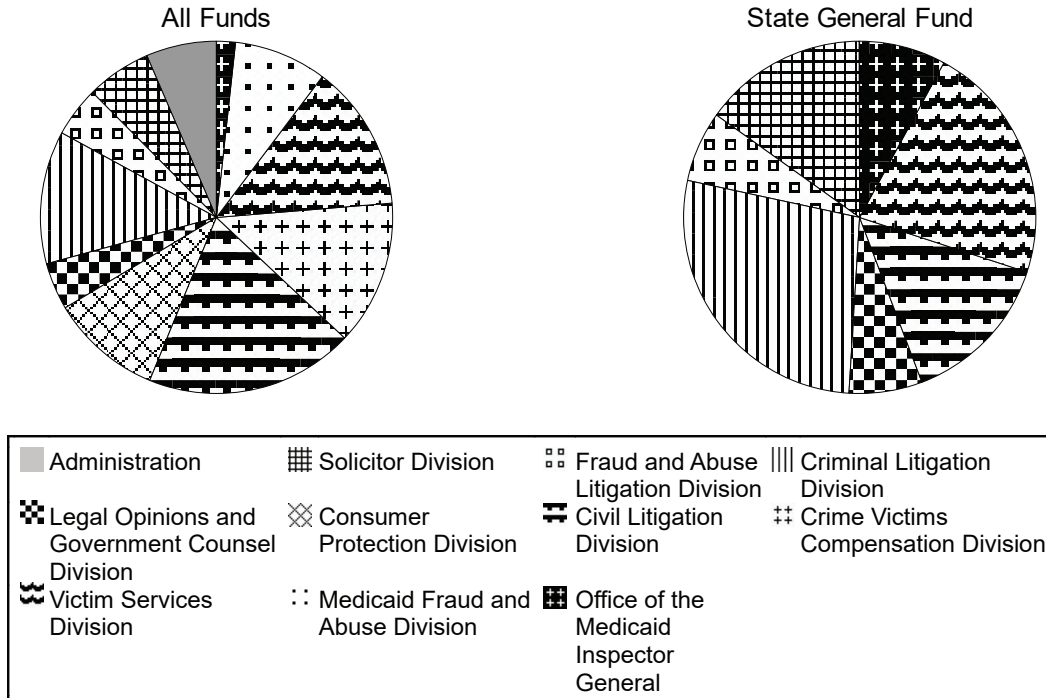 All Funds
State General Fund
Administration
Solicitor Division
Fraud and Abuse
Litigation Division
Criminal Litigation
Division
Legal Opinions and
Government Counsel
Division
Consumer
Protection Division
Civil Litigation
Division
Crime Victims
Compensation Division
Victim Services
Division
Medicaid Fraud and
Abuse Division
Office of the
Medicaid
Inspector
General